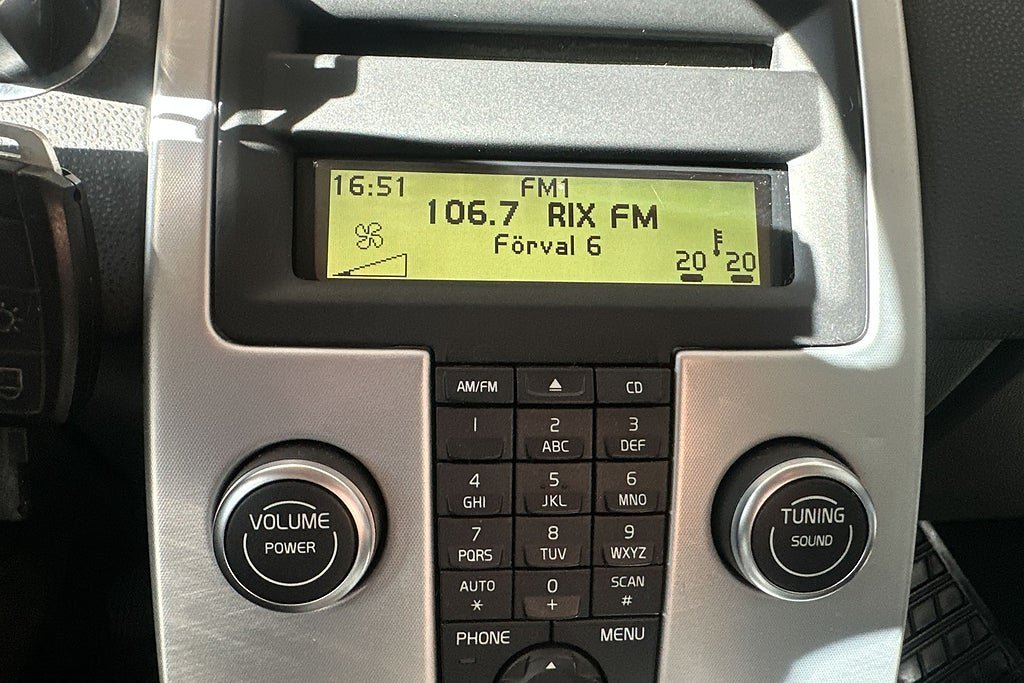 16:51 FM1
106.7 RIX FM
Förval 6
20 20
AM/FM CD
1 2 3
ABC DEF
4 5 6
GHI JKL MNO
7 8 9
PQRS TUV WXYZ
AUTO 0 SCAN
* + #
PHONE MENU
VOLUME
POWER
TUNING
SOUND